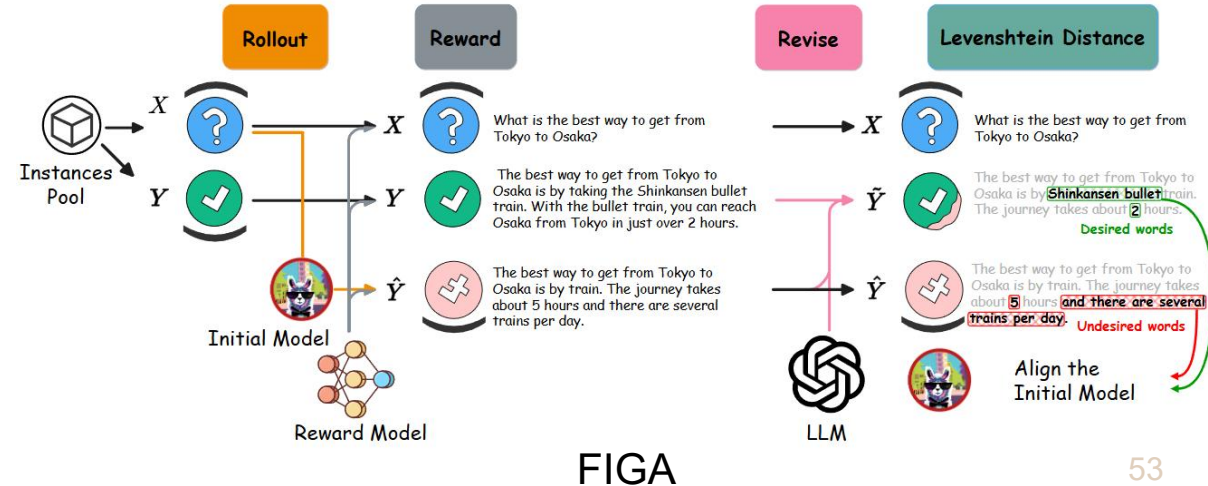 Rollout
Reward
Revise
Levenshtein Distance
Instances
Pool
X
Y
Initial Model
Reward Model
X
What is the best way to get from
Tokyo to Osaka?
Y
The best way to get from Tokyo to
Osaka is by taking the Shinkansen bullet
train. With the bullet train, you can reach
Osaka from Tokyo in just over 2 hours.
Ŷ
The best way to get from Tokyo to
Osaka is by train. The journey takes
about 5 hours and there are several
trains per day.
LLM
X
What is the best way to get from
Tokyo to Osaka?
Ỹ
The best way to get from Tokyo to
Osaka is by Shinkansen bullet train.
The journey takes about 2 hours.
Desired words
Ŷ
The best way to get from Tokyo to
Osaka is by train. The journey takes
about 5 hours and there are several
trains per day. Undesired words
Align the
Initial Model
FIGA
53